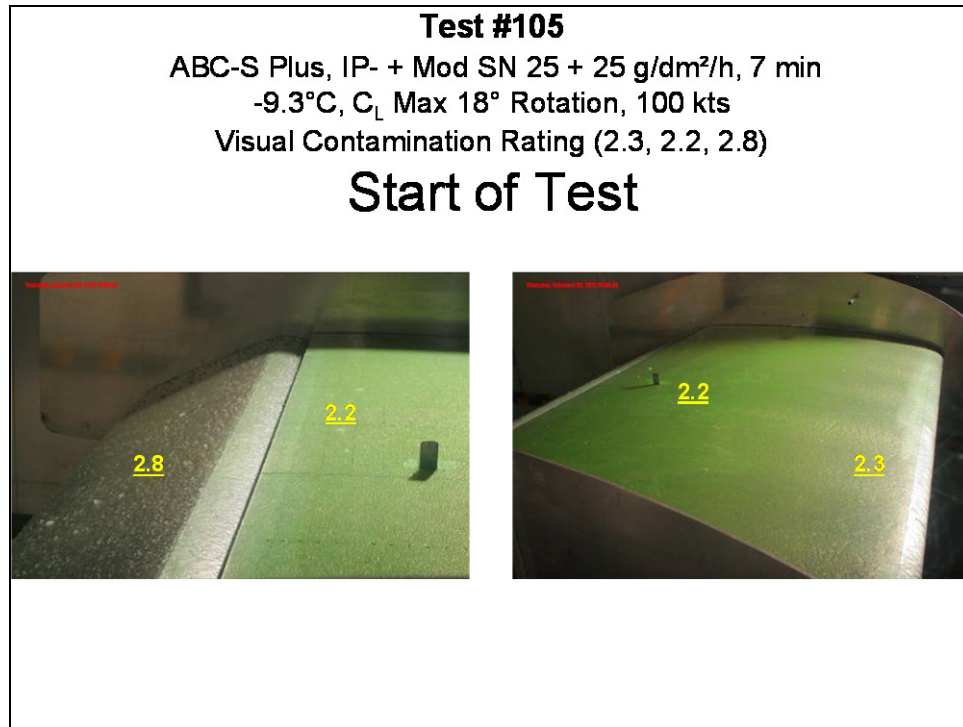 Test #105
ABC-S Plus, IP- + Mod SN 25 + 25 g/dm²/h, 7 min
-9.3°C, CL Max 18° Rotation, 100 kts
Visual Contamination Rating (2.3, 2.2, 2.8)
Start of Test
2.2
2.8
2.2
2.3